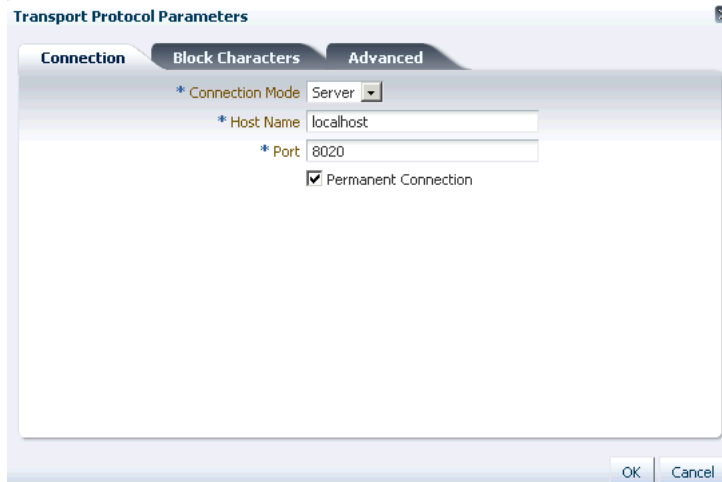 Transport Protocol Parameters
Connection Block Characters Advanced
* Connection Mode Server
* Host Name localhost
* Port 8020
Permanent Connection
OK Cancel